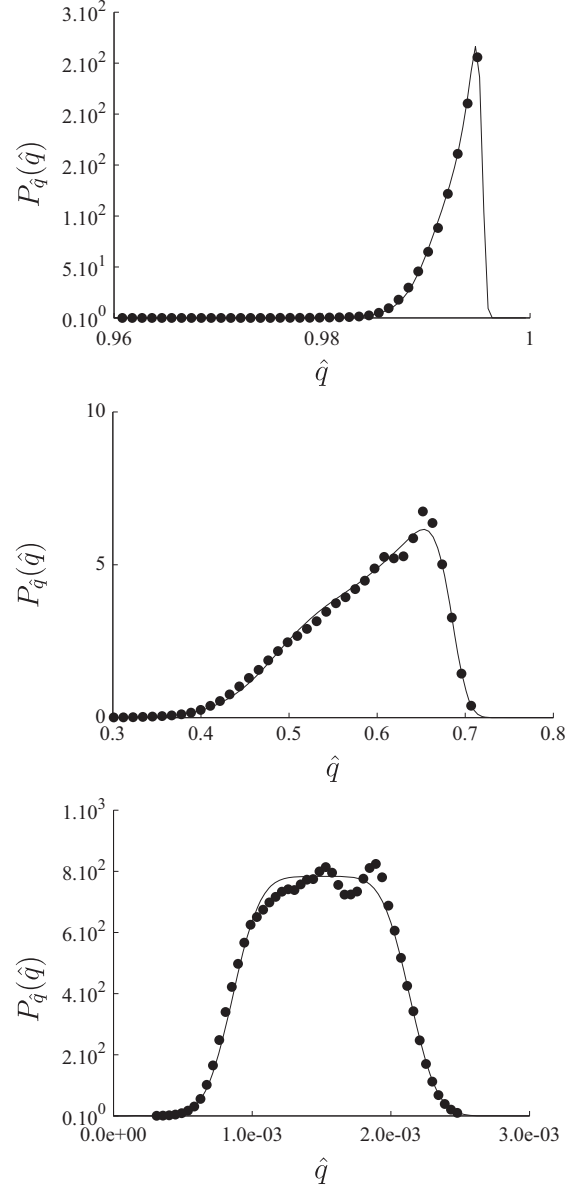 3.10²
2.10²
2.10²
2.10²
1.10²
5.10¹
0.10⁰
P_q̂(q̂)
0.96 0.98 1
q̂
10
5
0
P_q̂(q̂)
0.3 0.4 0.5 0.6 0.7 0.8
q̂
1.10³
8.10²
6.10²
4.10²
2.10²
0.10⁰
P_q̂(q̂)
0.0e+00 1.0e-03 2.0e-03 3.0e-03
q̂